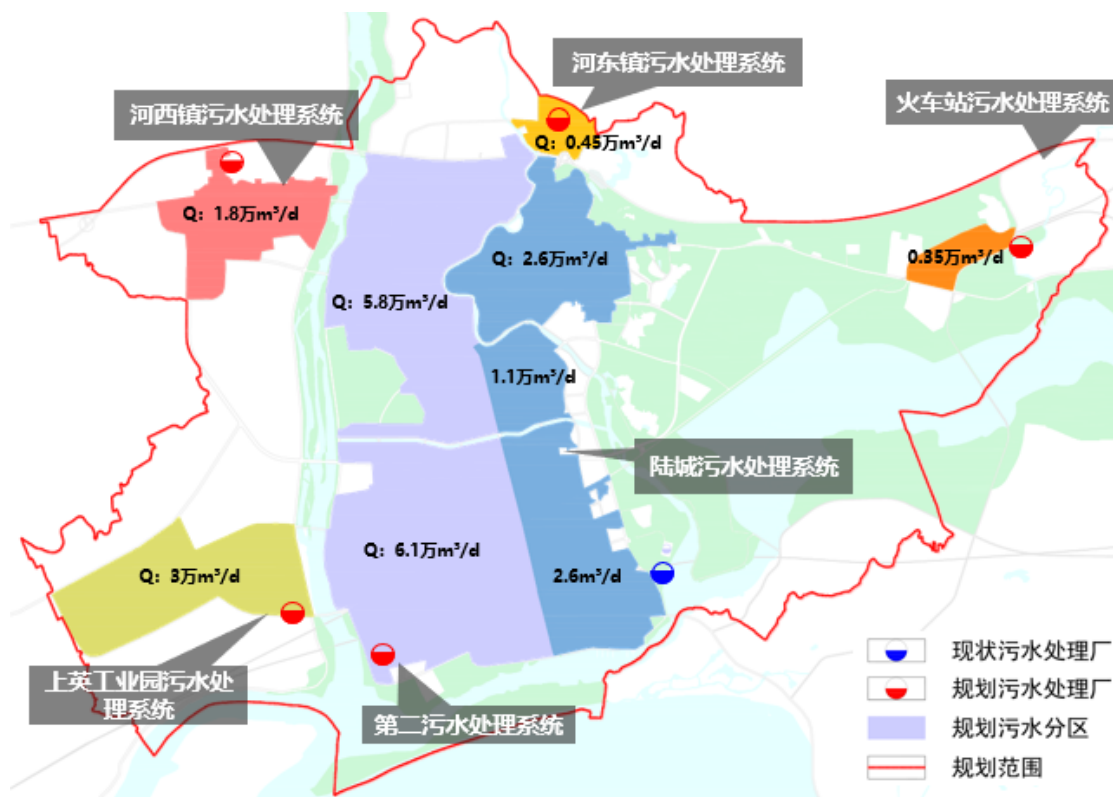 河东镇污水处理系统
河西镇污水处理系统
火车站污水处理系统
Q：0.45万m³/d
Q：1.8万m³/d
Q：2.6万m³/d
0.35万m³/d
Q：5.8万m³/d
1.1万m³/d
陆城污水处理系统
Q：6.1万m³/d
Q：3万m³/d
2.6m³/d
上英工业园污水处
理系统
第二污水处理系统
现状污水处理厂
规划污水处理厂
规划污水分区
规划范围